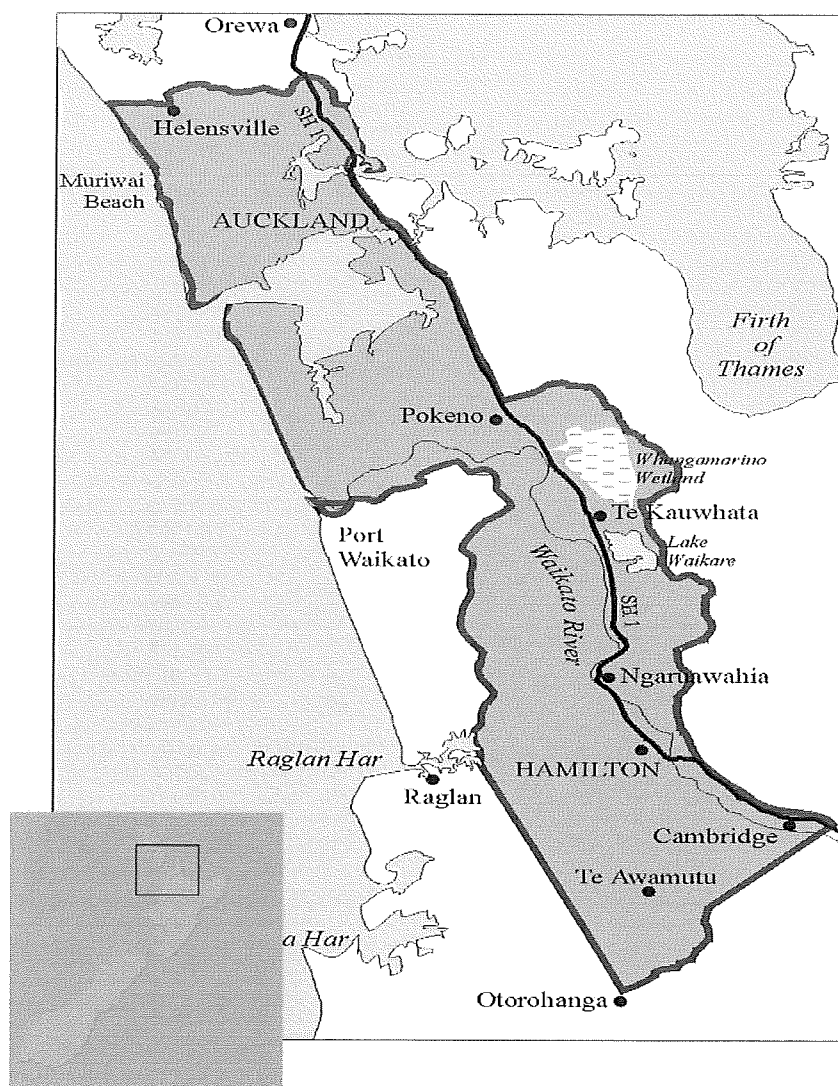 Orewa
Helensville
SH 1
Muriwai
Beach
AUCKLAND
Firth
of
Thames
Pokeno
Whangamarino
Wetland
Te Kauwhata
Port
Waikato
Lake
Waikare
Waikato River
SH 1
Ngaruawahia
Raglan Har
HAMILTON
Raglan
Cambridge
Te Awamutu
a Har
Otorohanga